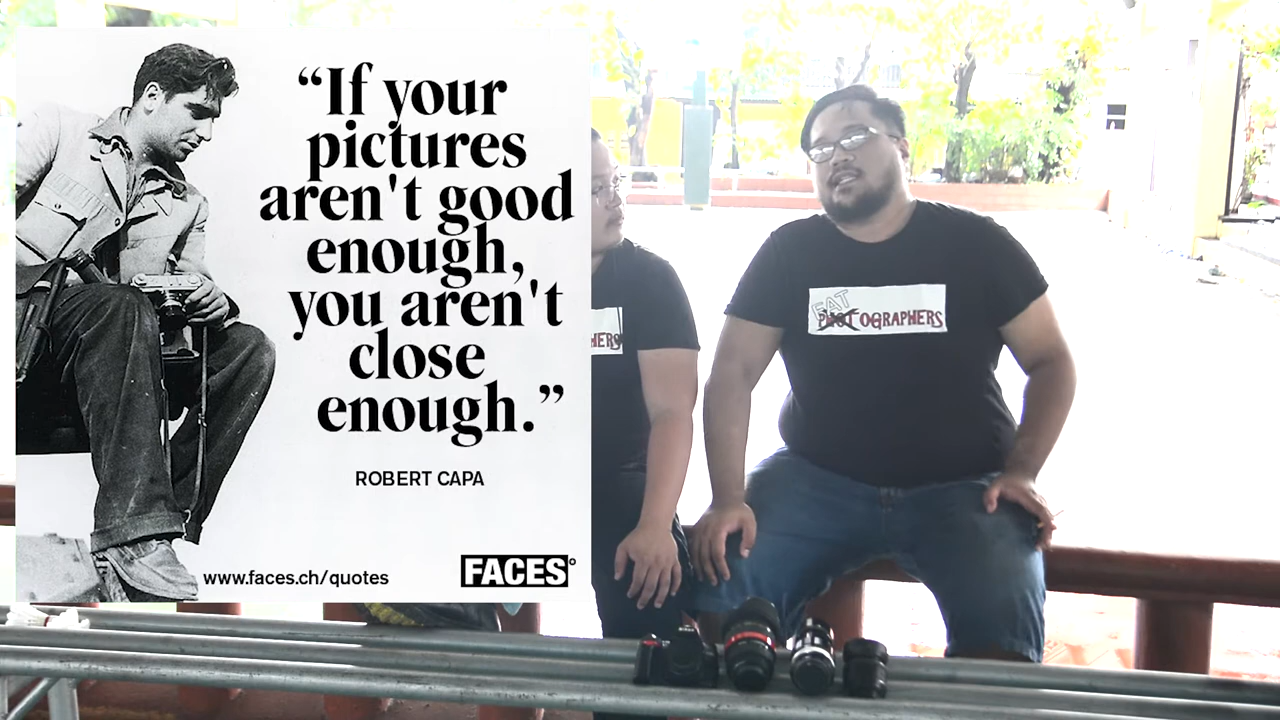 “If your
pictures
aren't good
enough,
you aren't
close
enough.”
ROBERT CAPA
www.faces.ch/quotes
FACES
HERS
FAT
PHOTOGRAPHERS